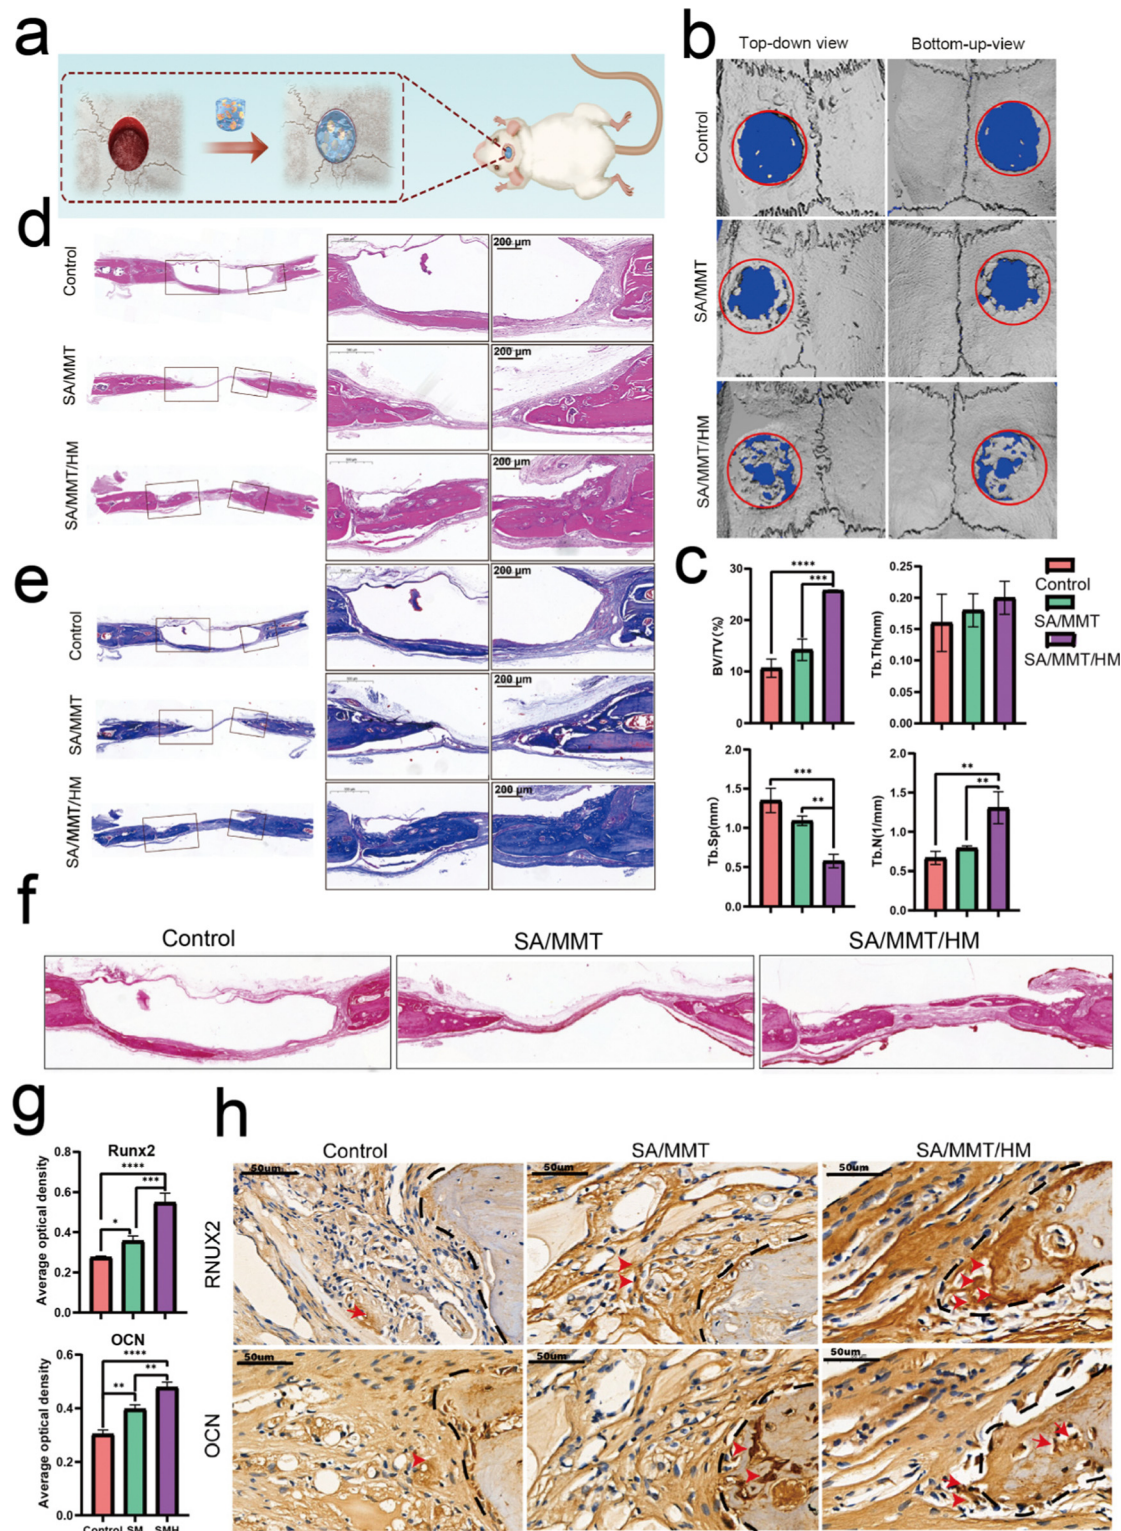 a
b
Top-down view
Bottom-up-view
Control
SA/MMT
SA/MMT/HM
d
Control
SA/MMT
SA/MMT/HM
200 µm
200 µm
200 µm
e
Control
SA/MMT
SA/MMT/HM
200 µm
200 µm
200 µm
c
BV/TV(%)
30
20
10
0
****
***
Tb.Th(mm)
0.25
0.20
0.15
0.10
0.05
0.00
Control
SA/MMT
SA/MMT/HM
Tb.Sp(mm)
2.0
1.5
1.0
0.5
0.0
***
**
Tb.N(1/mm)
1.5
1.0
0.5
0.0
**
**
f
Control
SA/MMT
SA/MMT/HM
g
Runx2
Average optical density
0.8
0.6
0.4
0.2
0.0
****
***
*
OCN
Average optical density
0.6
0.4
0.2
0.0
****
**
**
Control SM SMH
h
Control
SA/MMT
SA/MMT/HM
RNUX2
50um
50um
50um
OCN
50um
50um
50um